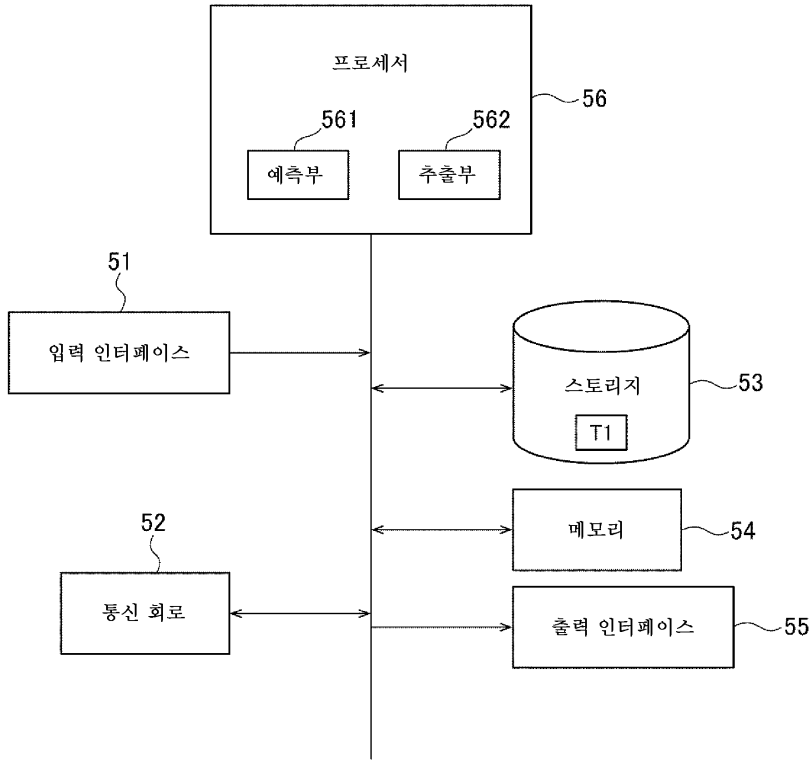 프로세서
56
561
562
예측부
추출부
51
입력 인터페이스
스토리지
53
T1
52
메모리
54
통신 회로
출력 인터페이스
55